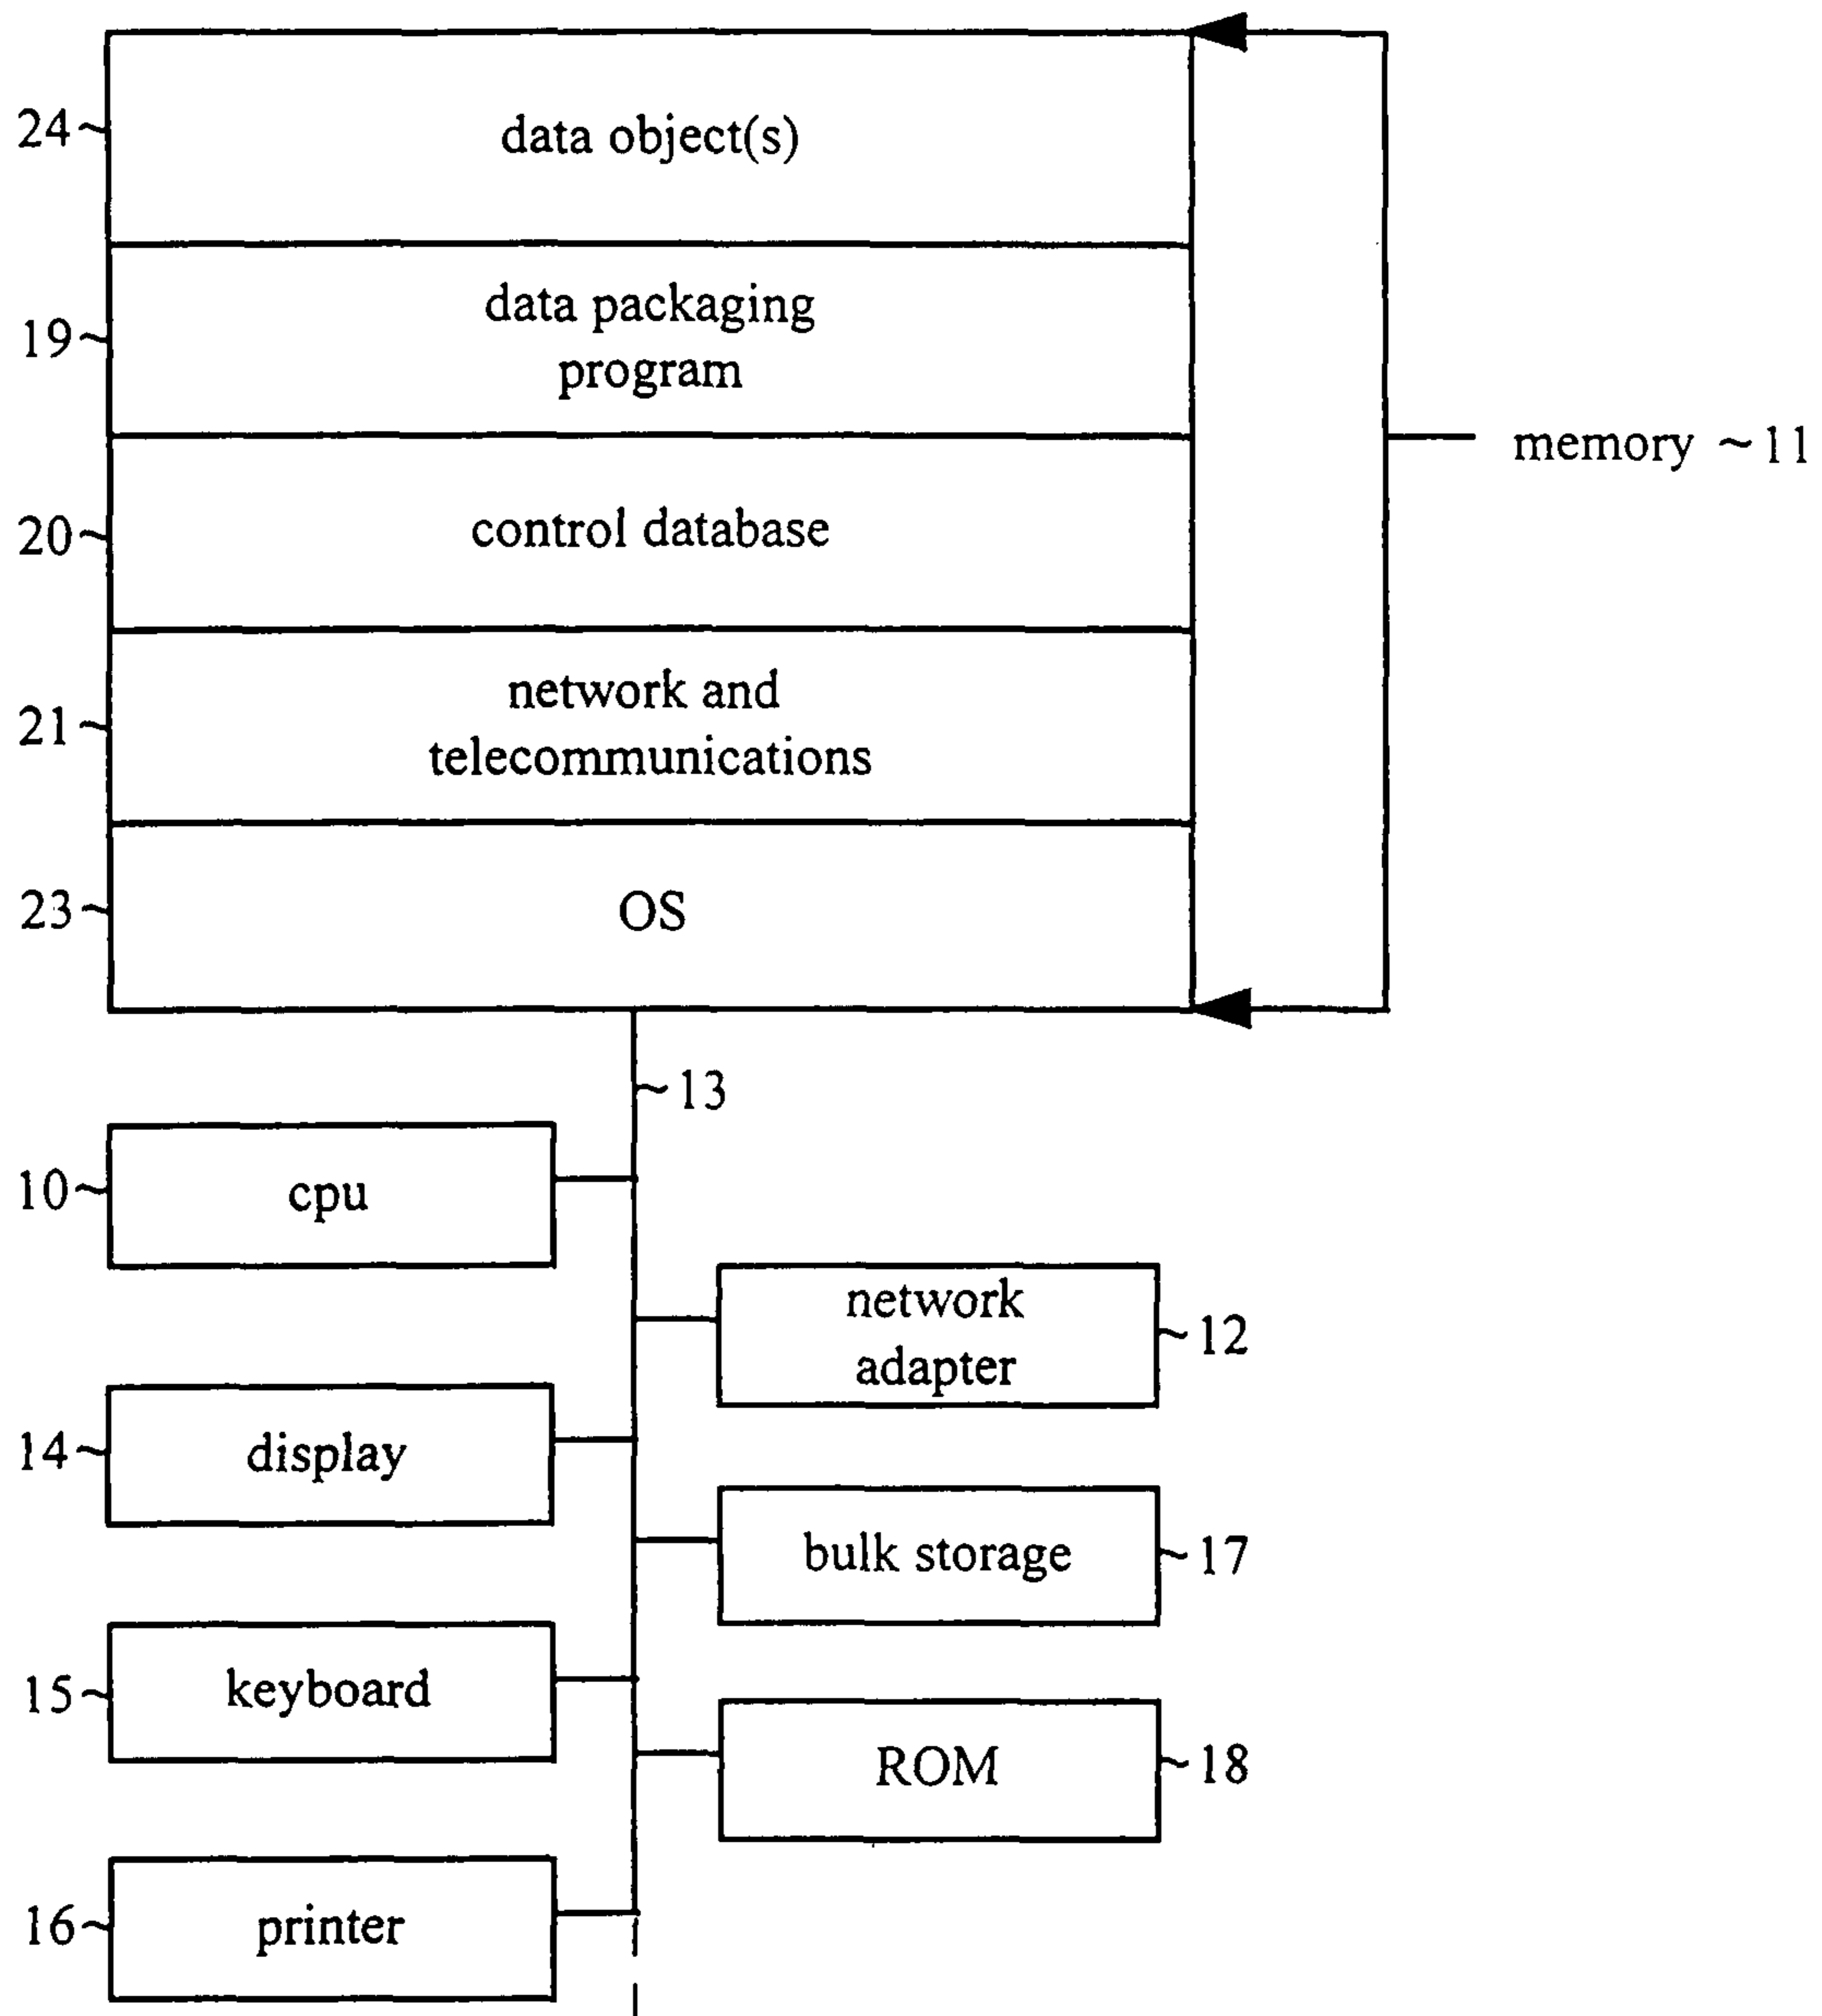 24~ data object(s)
19~ data packaging
program
memory ~11
20~ control database
21~ network and
telecommunications
23~ OS
~13
10~ cpu
network
adapter ~12
14~ display
bulk storage ~17
15~ keyboard
ROM ~18
16~ printer